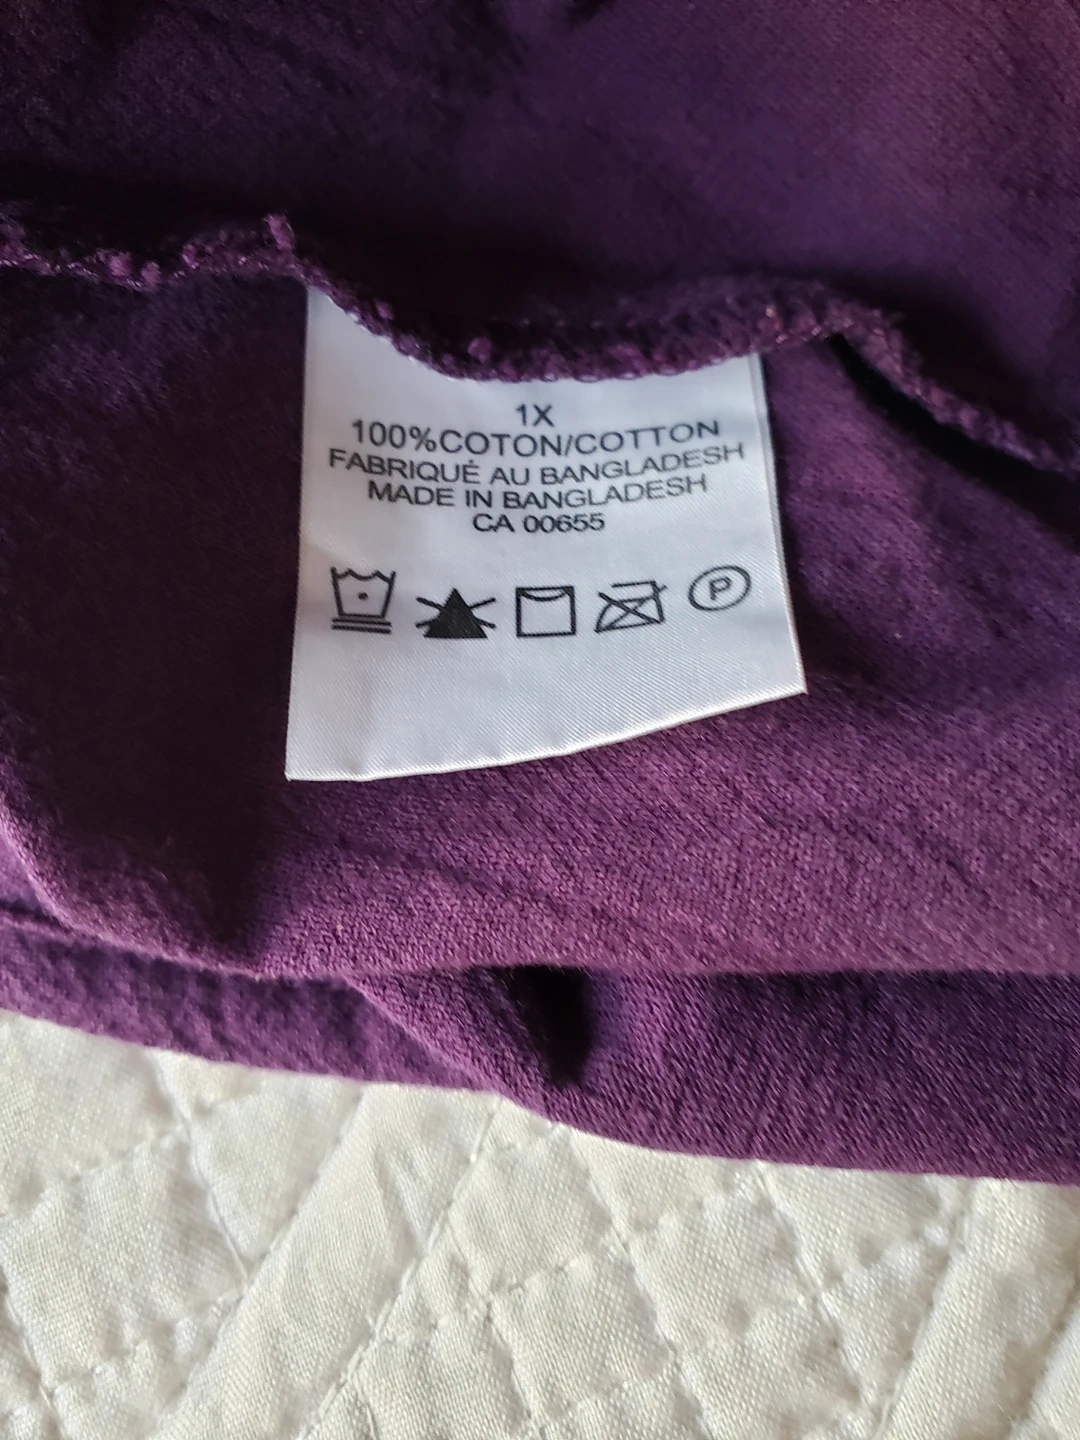 1X
100%COTON/COTTON
FABRIQUÉ AU BANGLADESH
MADE IN BANGLADESH
CA 00655
P